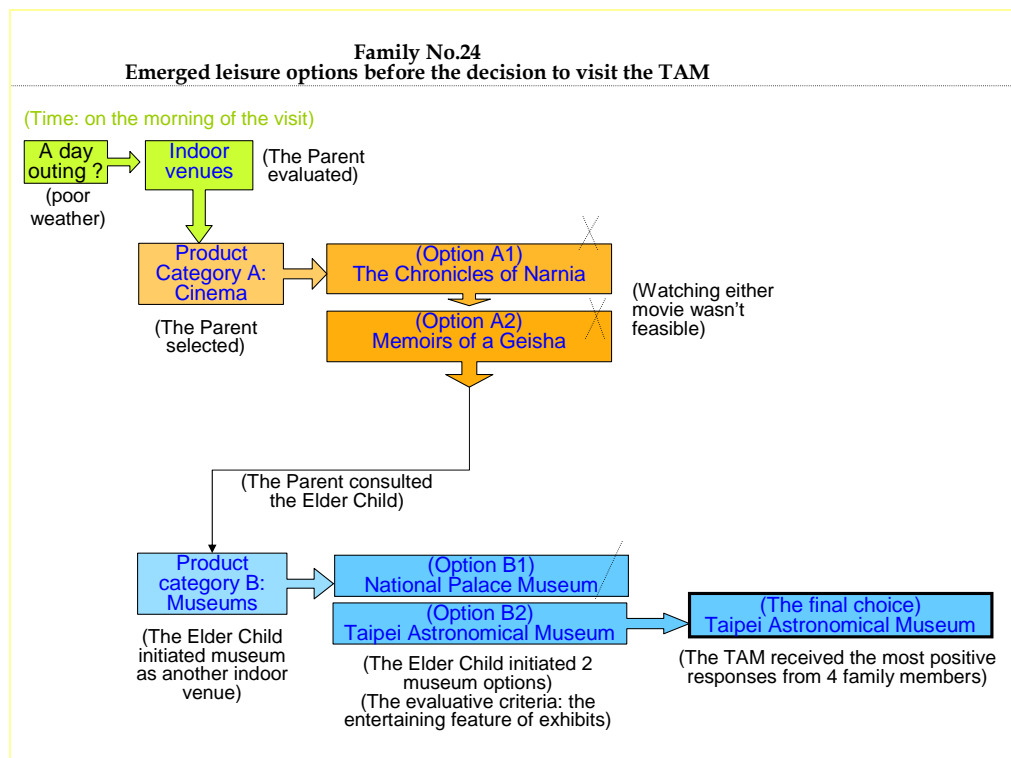 Family No.24
Emerged leisure options before the decision to visit the TAM
(Time: on the morning of the visit)
A day
outing ?
(poor
weather)
Indoor
venues
(The Parent
evaluated)
Product
Category A:
Cinema
(The Parent
selected)
(Option A1)
The Chronicles of Narnia
(Option A2)
Memoirs of a Geisha
(Watching either
movie wasn't
feasible)
(The Parent consulted
the Elder Child)
Product
category B:
Museums
(The Elder Child
initiated museum
as another indoor
venue)
(Option B1)
National Palace Museum
(Option B2)
Taipei Astronomical Museum
(The Elder Child initiated 2
museum options)
(The evaluative criteria: the
entertaining feature of exhibits)
(The final choice)
Taipei Astronomical Museum
(The TAM received the most positive
responses from 4 family members)